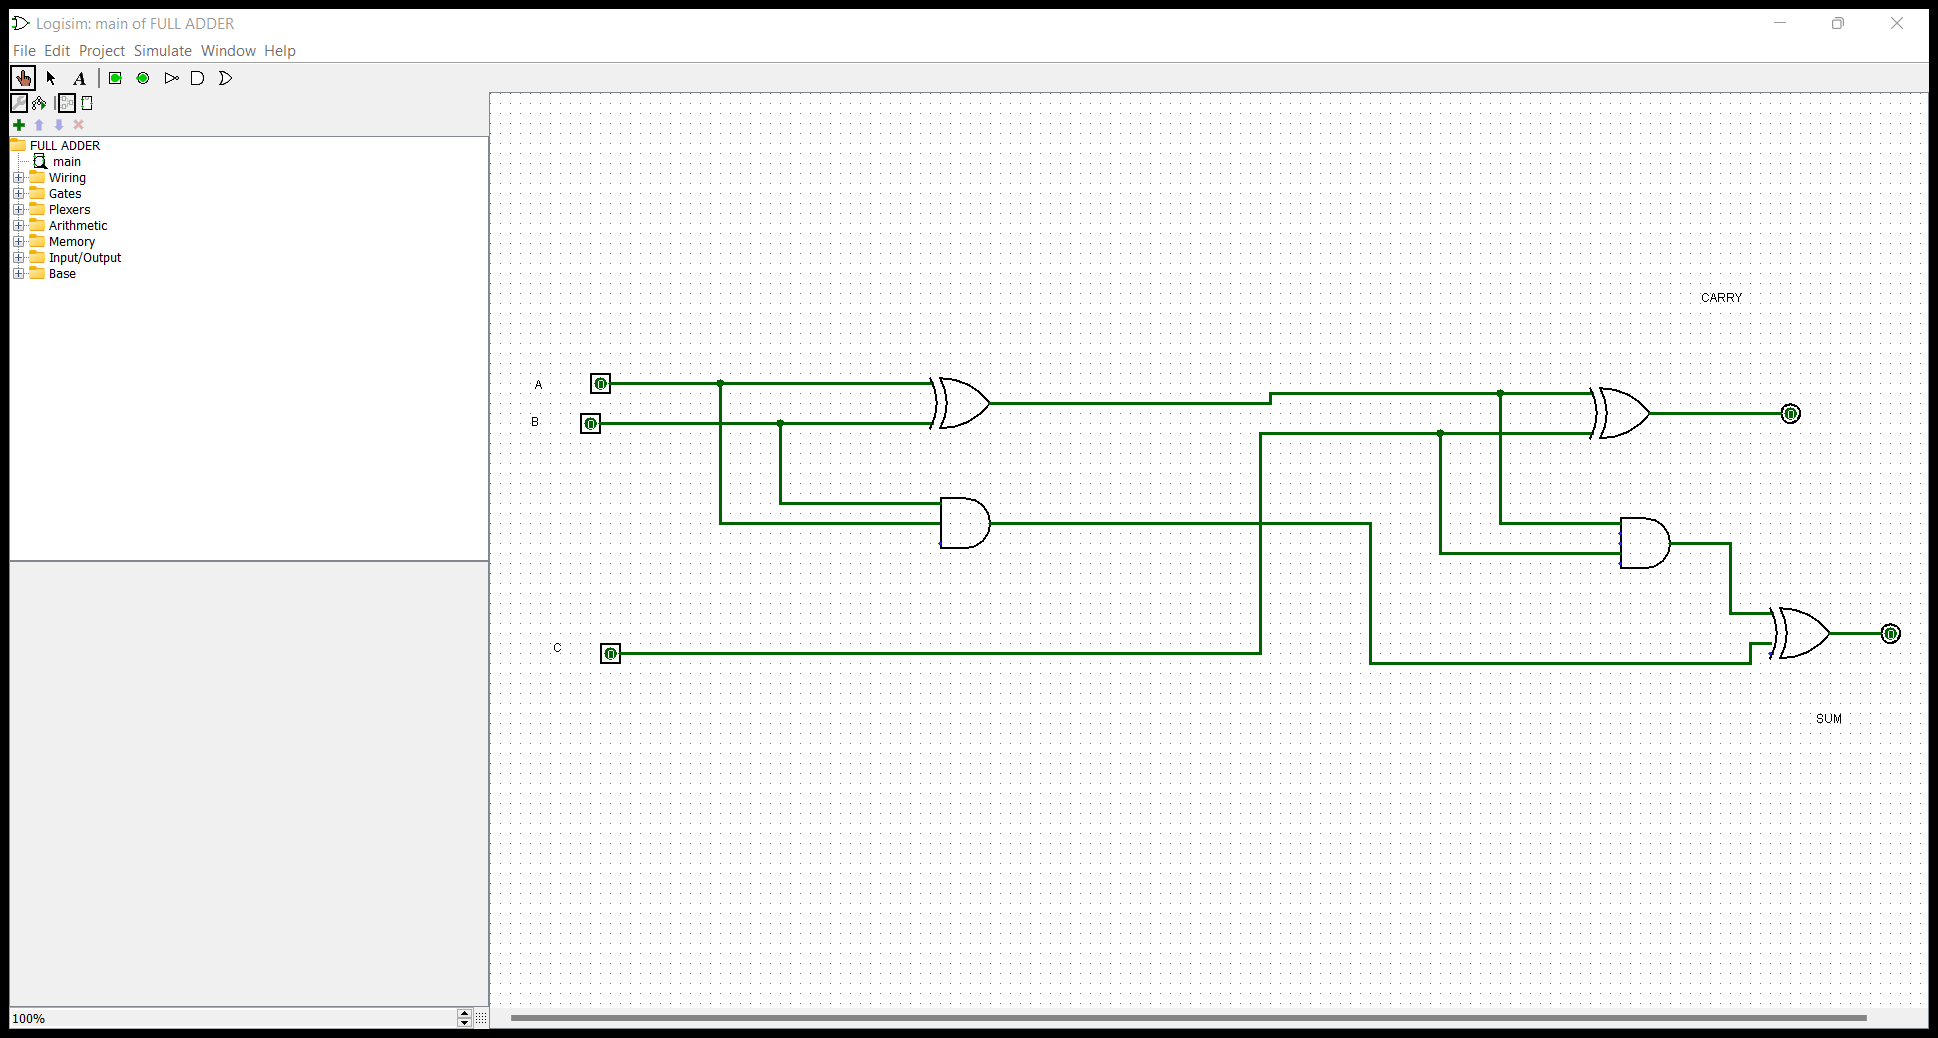 Logisim: main of FULL ADDER
File Edit Project Simulate Window Help
A
FULL ADDER
main
Wiring
Gates
Plexers
Arithmetic
Memory
Input/Output
Base
100%
CARRY
A
B
C
SUM